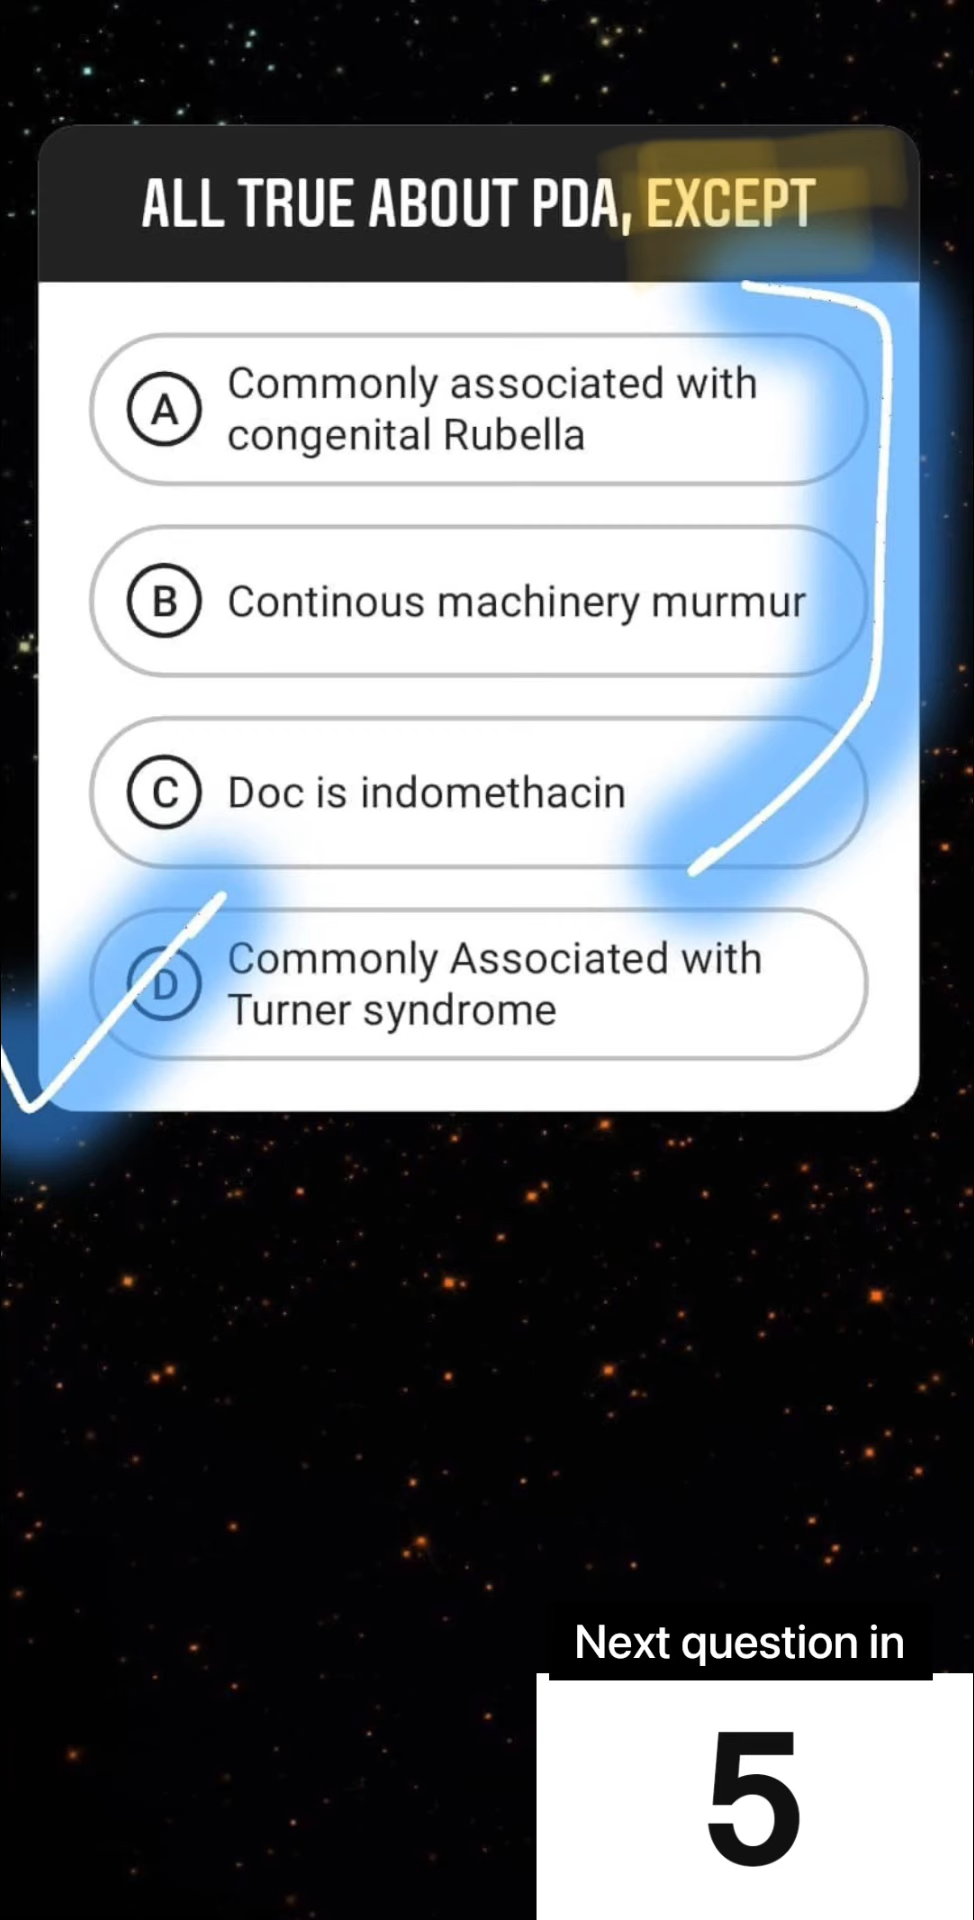 ALL TRUE ABOUT PDA, EXCEPT
A
Commonly associated with
congenital Rubella
B
Continous machinery murmur
C
Doc is indomethacin
D
Commonly Associated with
Turner syndrome
Next question in
5